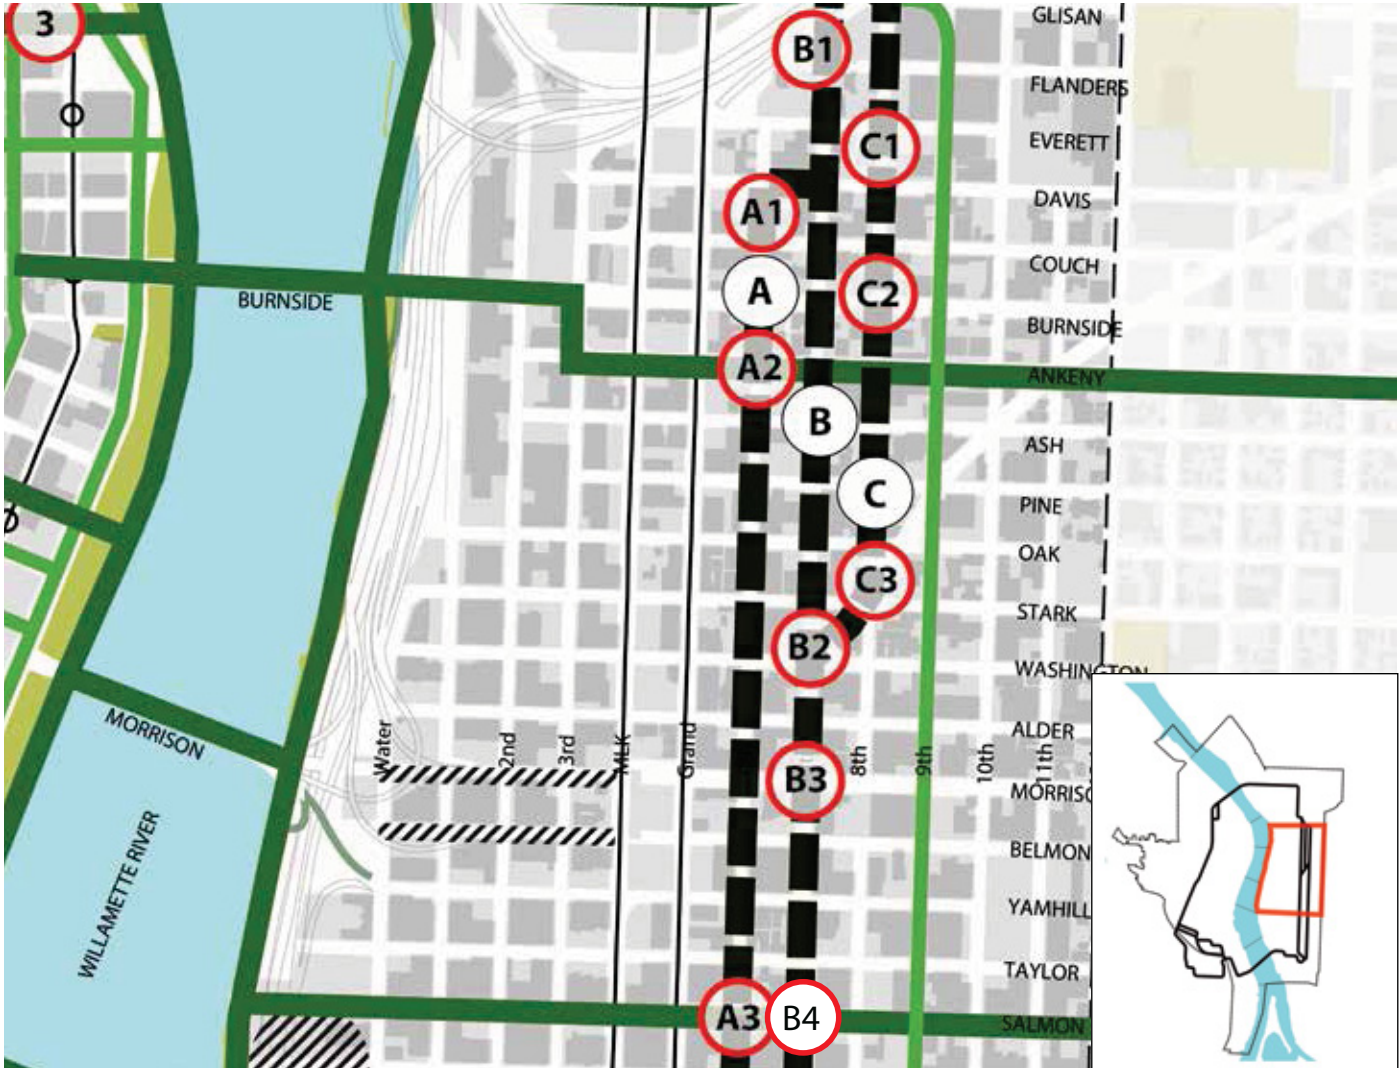 3
B1
GLISAN
FLANDERS
C1
EVERETT
A1
DAVIS
A
C2
COUCH
BURNSIDE
BURNSIDE
A2
ANKENY
B
ASH
C
PINE
OAK
C3
STARK
B2
WASHINGTON
MORRISON
ALDER
Water
2nd
3rd
MLK
Grand
8th
9th
10th
11th
B3
MORRISO
BELMON
WILLAMETTE RIVER
YAMHILL
TAYLOR
A3
B4
SALMON